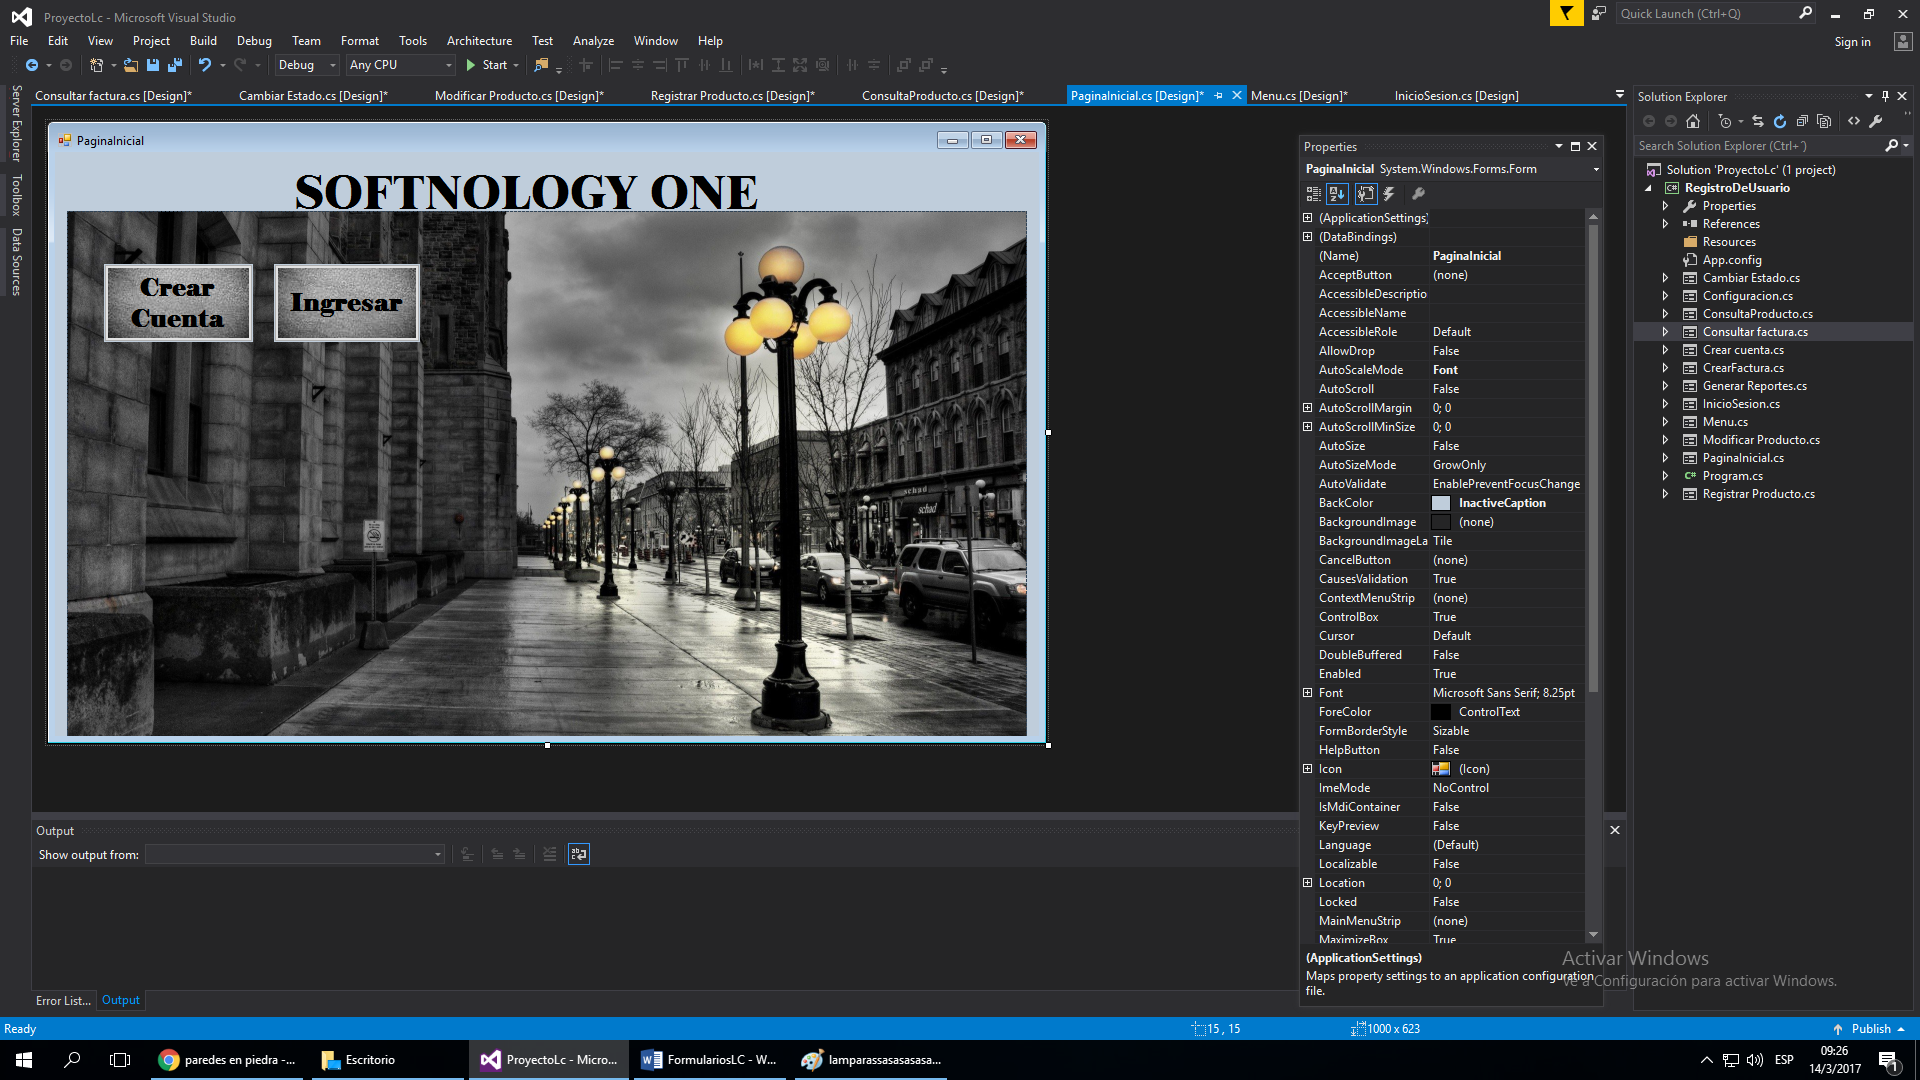 ProyectoLc - Microsoft Visual Studio
Quick Launch (Ctrl+Q)
File Edit View Project Build Debug Team Format Tools Architecture Test Analyze Window Help
Sign in
Debug Any CPU Start
Consultar factura.cs [Design]* Cambiar Estado.cs [Design]* Modificar Producto.cs [Design]* Registrar Producto.cs [Design]* ConsultaProducto.cs [Design]* PaginaInicial.cs [Design]* Menu.cs [Design]* InicioSesion.cs [Design]
Server Explorer
Toolbox
Data Sources
PaginaInicial
SOFTNOLOGY ONE
Crear
Cuenta
Ingresar
schad
schad
Properties
PaginaInicial System.Windows.Forms.Form
(ApplicationSettings)
(DataBindings)
(Name) PaginaInicial
AcceptButton (none)
AccessibleDescriptio
AccessibleName
AccessibleRole Default
AllowDrop False
AutoScaleMode Font
AutoScroll False
AutoScrollMargin 0; 0
AutoScrollMinSize 0; 0
AutoSize False
AutoSizeMode GrowOnly
AutoValidate EnablePreventFocusChange
BackColor InactiveCaption
BackgroundImage (none)
BackgroundImageLa Tile
CancelButton (none)
CausesValidation True
ContextMenuStrip (none)
ControlBox True
Cursor Default
DoubleBuffered False
Enabled True
Font Microsoft Sans Serif; 8.25pt
ForeColor ControlText
FormBorderStyle Sizable
HelpButton False
Icon (Icon)
ImeMode NoControl
IsMdiContainer False
KeyPreview False
Language (Default)
Localizable False
Location 0; 0
Locked False
MainMenuStrip (none)
MaximizeBox True
(ApplicationSettings)
Maps property settings to an application configuration
file.
Solution Explorer
Search Solution Explorer (Ctrl+´)
Solution 'ProyectoLc' (1 project)
RegistroDeUsuario
Properties
References
Resources
App.config
Cambiar Estado.cs
Configuracion.cs
ConsultaProducto.cs
Consultar factura.cs
Crear cuenta.cs
CrearFactura.cs
Generar Reportes.cs
InicioSesion.cs
Menu.cs
Modificar Producto.cs
PaginaInicial.cs
Program.cs
Registrar Producto.cs
Output
Show output from:
Error List... Output
Activar Windows
Ve a Configuración para activar Windows.
Ready 15 , 15 1000 x 623 Publish
paredes en piedra -... Escritorio ProyectoLc - Micro... FormulariosLC - W... lamparassasasasasa... ESP 09:26
14/3/2017
1